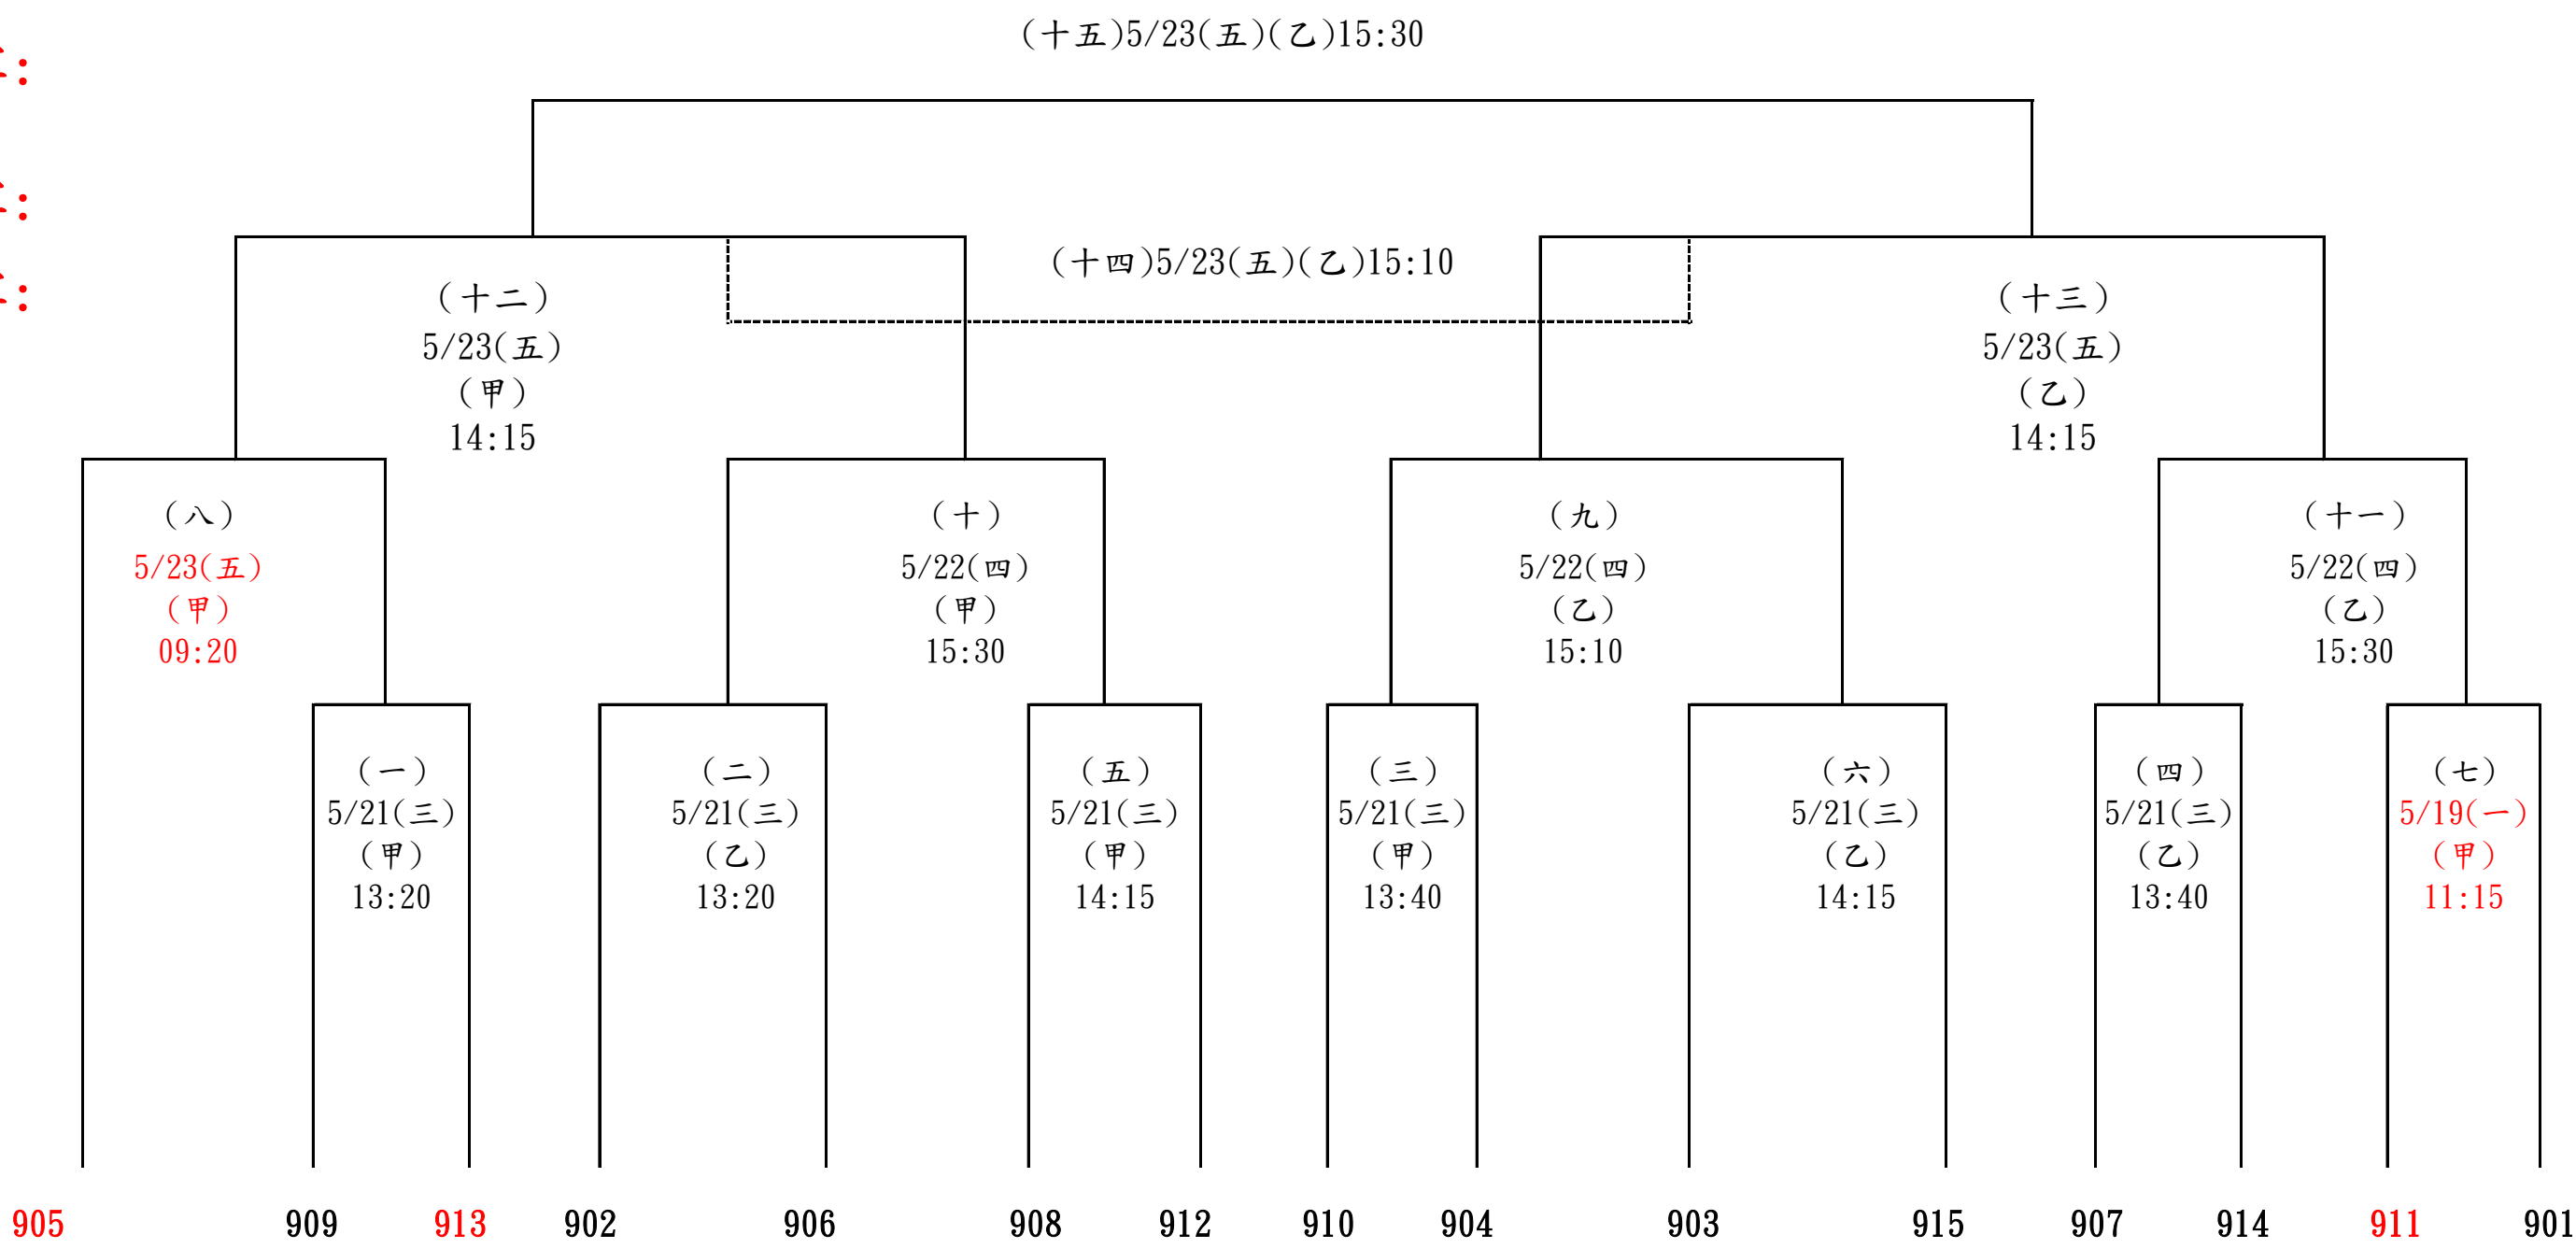 (十五)5/23(五)(乙)15:30
(十四)5/23(五)(乙)15:10
(十二)
5/23(五)
(甲)
14:15
(十三)
5/23(五)
(乙)
14:15
(八)
5/23(五)
(甲)
09:20
(十)
5/22(四)
(甲)
15:30
(九)
5/22(四)
(乙)
15:10
(十一)
5/22(四)
(乙)
15:30
(一)
5/21(三)
(甲)
13:20
(二)
5/21(三)
(乙)
13:20
(五)
5/21(三)
(甲)
14:15
(三)
5/21(三)
(甲)
13:40
(六)
5/21(三)
(乙)
14:15
(四)
5/21(三)
(乙)
13:40
(七)
5/19(一)
(甲)
11:15
905 909 913 902 906 908 912 910 904 903 915 907 914 911 901